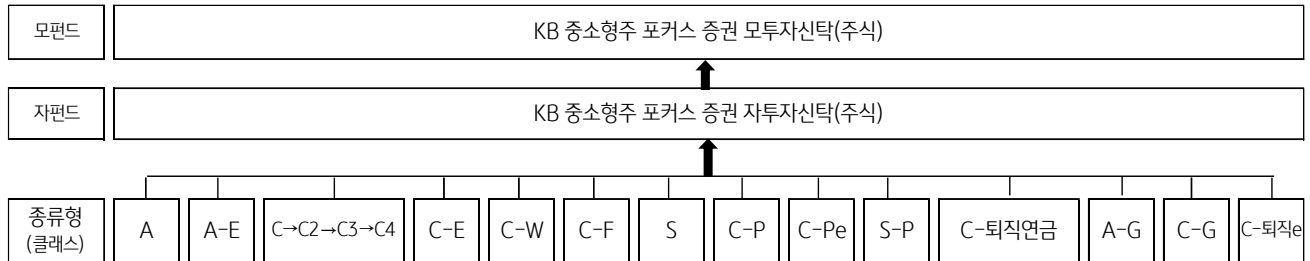 모펀드
KB 중소형주 포커스 증권 모투자신탁(주식)
자펀드
KB 중소형주 포커스 증권 자투자신탁(주식)
종류형
(클래스)
A
A-E
C→C2→C3→C4
C-E
C-W
C-F
S
C-P
C-Pe
S-P
C-퇴직연금
A-G
C-G
C-퇴직e